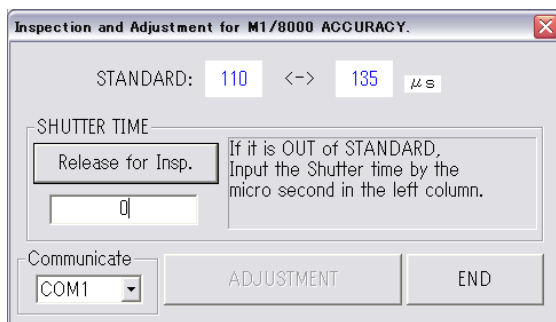 Inspection and Adjustment for M1/8000 ACCURACY.
STANDARD: 110 <-> 135 μs
SHUTTER TIME
Release for Insp.
0
If it is OUT of STANDARD,
Input the Shutter time by the
micro second in the left column.
Communicate
COM1
ADJUSTMENT
END